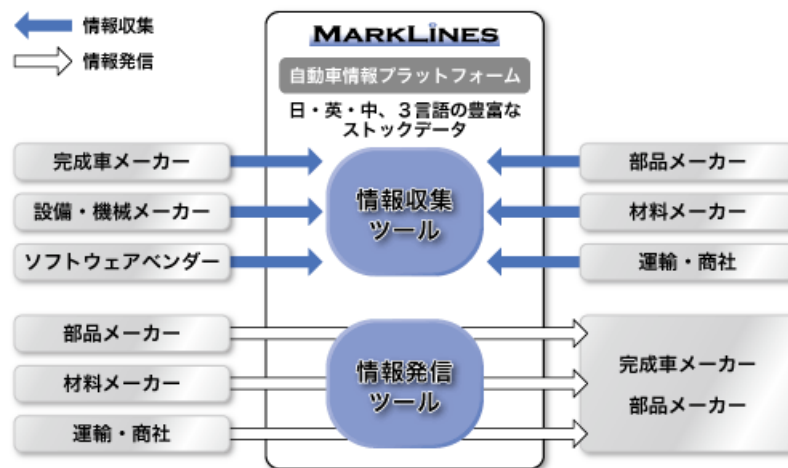 情報収集
情報発信
MARKLINES
自動車情報プラットフォーム
日・英・中、３言語の豊富な
ストックデータ
完成車メーカー
設備・機械メーカー
ソフトウェアベンダー
情報収集
ツール
部品メーカー
材料メーカー
運輸・商社
部品メーカー
材料メーカー
運輸・商社
情報発信
ツール
完成車メーカー
部品メーカー